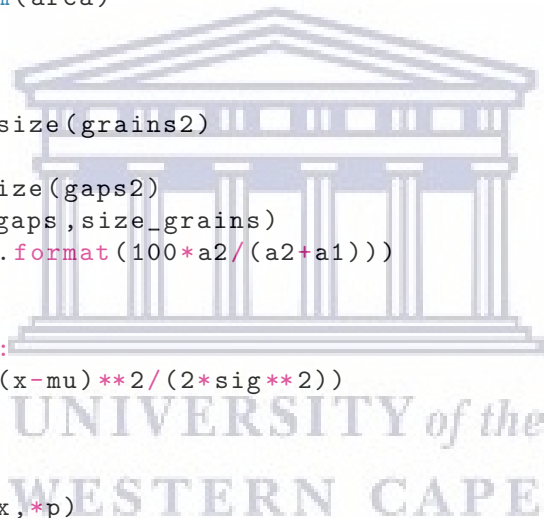 (area)
size(grains2)
size(gaps2)
gaps,size_grains)
.format(100*a2/(a2+a1)))
:
(x-mu)**2/(2*sig**2))
UNIVERSITY of the
x,*p)
WESTERN CAPE